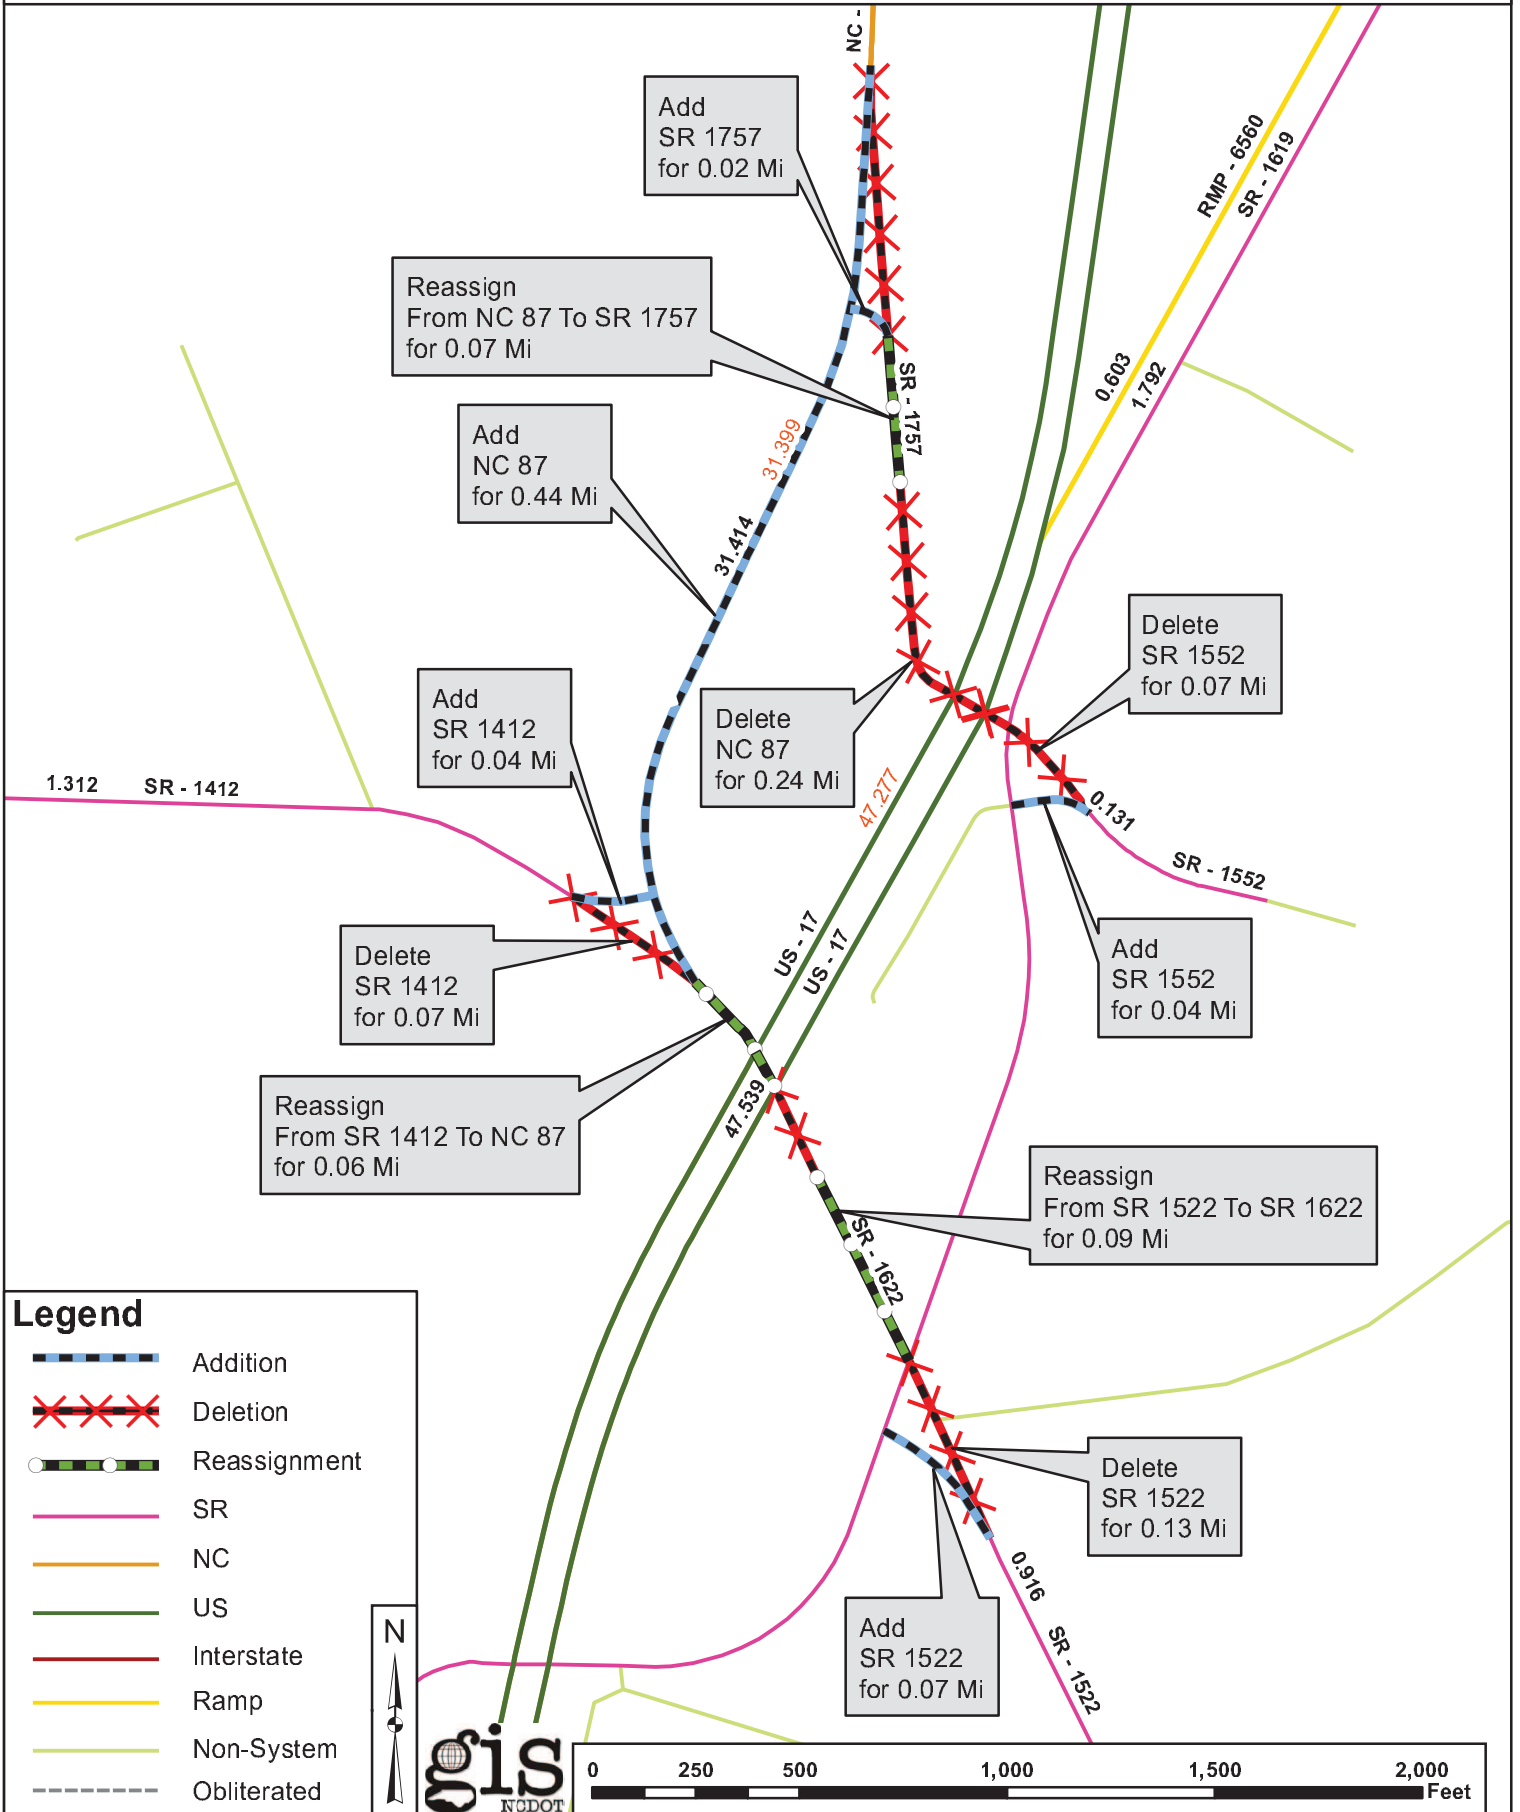 NC -
Add
SR 1757
for 0.02 Mi
RMP - 6560
SR - 1619
Reassign
From NC 87 To SR 1757
for 0.07 Mi
SR - 1757
0.603
1.792
31.399
Add
NC 87
for 0.44 Mi
31.414
Delete
SR 1552
for 0.07 Mi
Add
SR 1412
for 0.04 Mi
Delete
NC 87
for 0.24 Mi
47.277
1.312
SR - 1412
0.131
SR - 1552
Delete
SR 1412
for 0.07 Mi
US - 17
US - 17
Add
SR 1552
for 0.04 Mi
Reassign
From SR 1412 To NC 87
for 0.06 Mi
47.539
Reassign
From SR 1522 To SR 1622
for 0.09 Mi
SR - 1622
Delete
SR 1522
for 0.13 Mi
0.916
SR - 1522
Add
SR 1522
for 0.07 Mi
Legend
Addition
Deletion
Reassignment
SR
NC
US
Interstate
Ramp
Non-System
Obliterated
N
gis
NCDOT
0 250 500 1,000 1,500 2,000
Feet